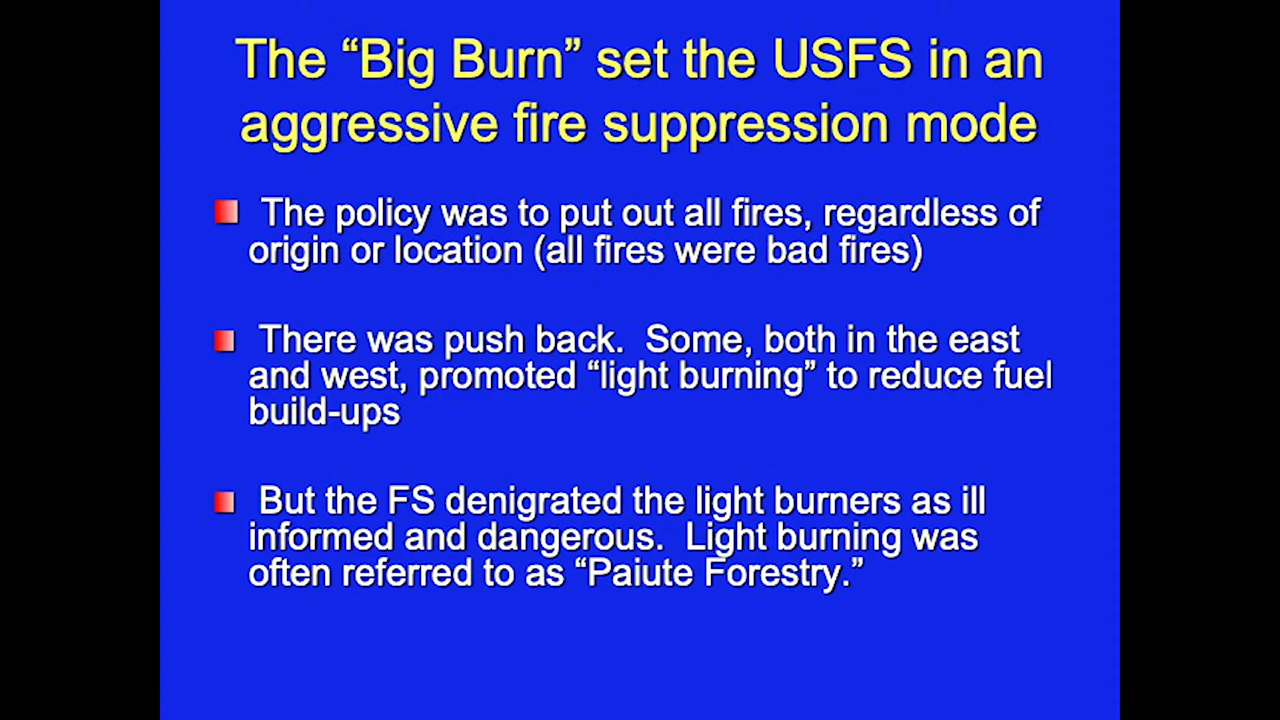 The “Big Burn” set the USFS in an
aggressive fire suppression mode
The policy was to put out all fires, regardless of
origin or location (all fires were bad fires)
There was push back.  Some, both in the east
and west, promoted “light burning” to reduce fuel
build-ups
But the FS denigrated the light burners as ill
informed and dangerous.  Light burning was
often referred to as “Paiute Forestry.”